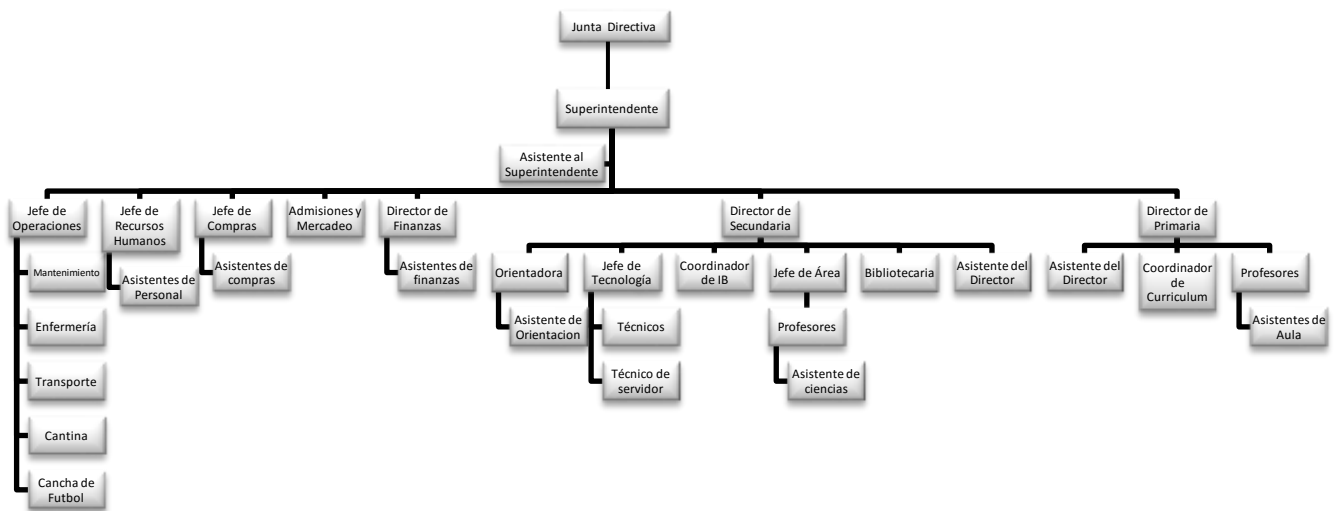 Junta Directiva
Superintendente
Asistente al
Superintendente
Jefe de
Operaciones
Jefe de
Recursos
Humanos
Jefe de
Compras
Admisiones y
Mercadeo
Director de
Finanzas
Director de
Secundaria
Director de
Primaria
Mantenimiento
Asistentes de
Personal
Asistentes de
compras
Asistentes de
finanzas
Orientadora
Jefe de
Tecnología
Coordinador
de IB
Jefe de Área
Bibliotecaria
Asistente del
Director
Asistente del
Director
Coordinador
de
Curriculum
Profesores
Enfermería
Asistente de
Orientacion
Técnicos
Profesores
Asistentes de
Aula
Transporte
Técnico de
servidor
Asistente de
ciencias
Cantina
Cancha de
Futbol